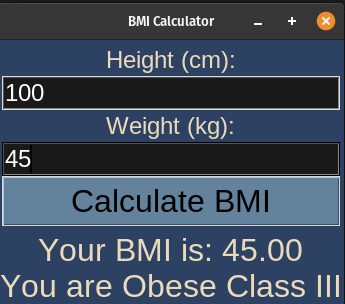 BMI Calculator
Height (cm):
100
Weight (kg):
45
Calculate BMI
Your BMI is: 45.00
You are Obese Class III